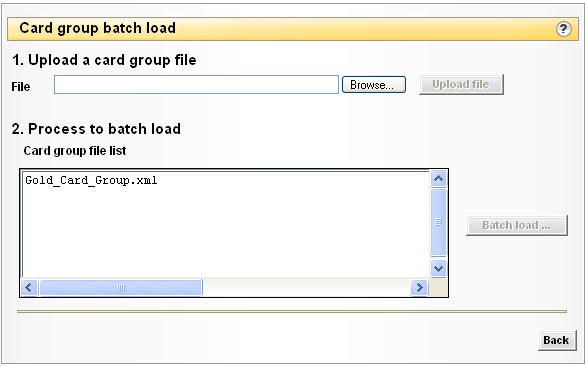 Card group batch load ?
1. Upload a card group file
File Browse... Upload file
2. Process to batch load
Card group file list
Gold_Card_Group.xml
Batch load ...
Back